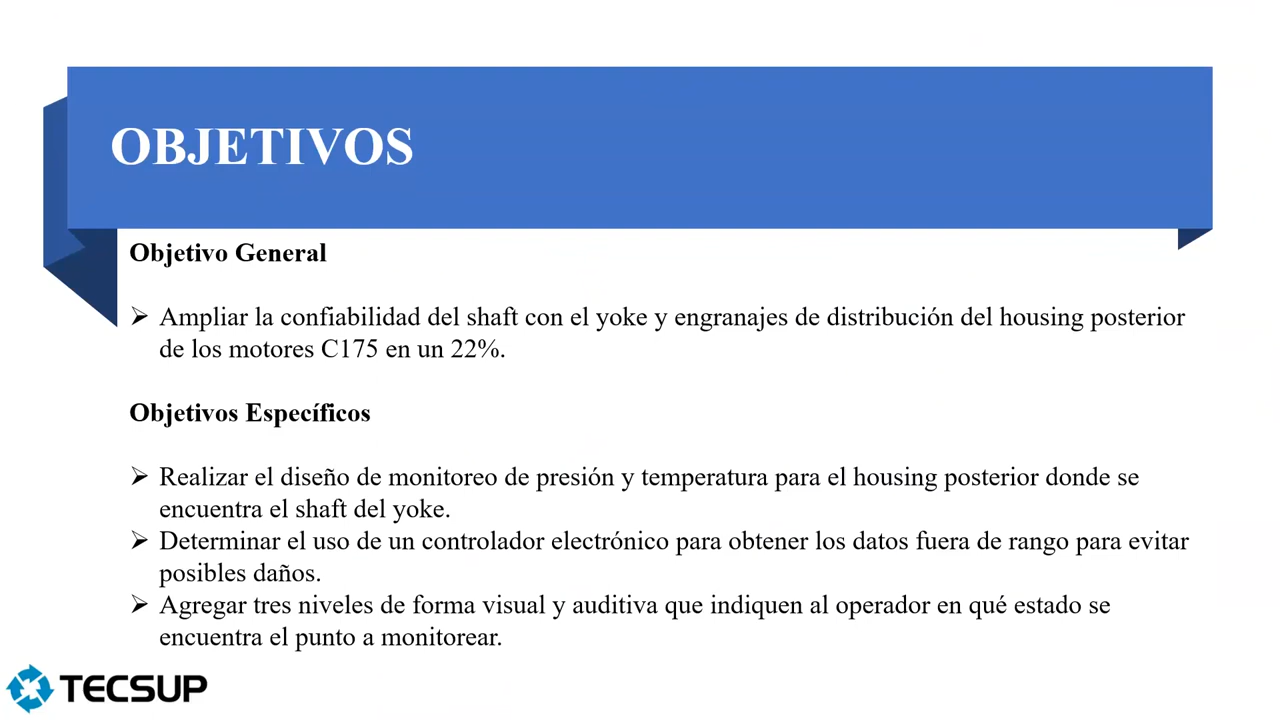 OBJETIVOS
Objetivo General
➢ Ampliar la confiabilidad del shaft con el yoke y engranajes de distribución del housing posterior
de los motores C175 en un 22%.
Objetivos Específicos
➢ Realizar el diseño de monitoreo de presión y temperatura para el housing posterior donde se
encuentra el shaft del yoke.
➢ Determinar el uso de un controlador electrónico para obtener los datos fuera de rango para evitar
posibles daños.
➢ Agregar tres niveles de forma visual y auditiva que indiquen al operador en qué estado se
encuentra el punto a monitorear.
TECSUP